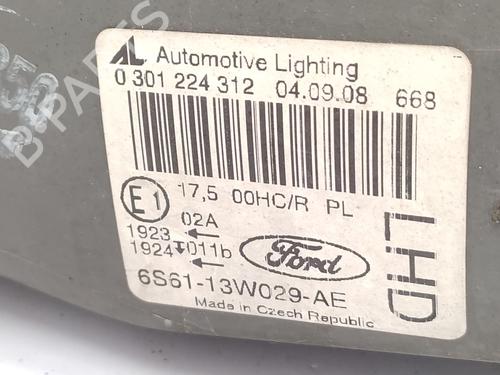 AL Automotive Lighting
0 301 224 312 04.09.08 668
E1 17,5 00HC/R PL
02A
1923
1924 011b
Ford
6S61-13W029-AE
Made in Czech Republic
LHD
B-PARTS